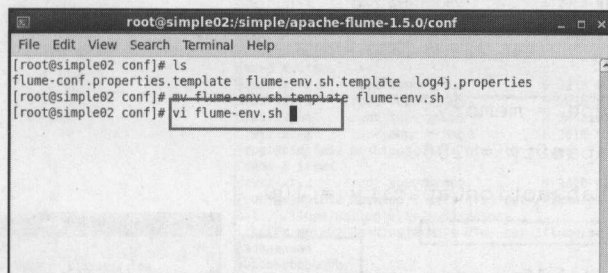 root@simple02:/simple/apache-flume-1.5.0/conf
File Edit View Search Terminal Help
[root@simple02 conf]# ls
flume-conf.properties.template flume-env.sh.template log4j.properties
[root@simple02 conf]# mv flume-env.sh.template flume-env.sh
[root@simple02 conf]# vi flume-env.sh